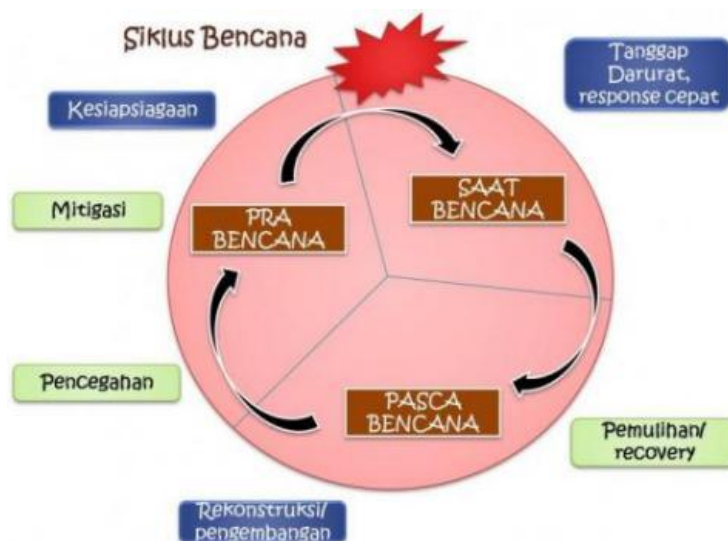 Siklus Bencana
Tanggap
Darurat,
response cepat
Kesiapsiagaan
Mitigasi
PRA
BENCANA
SAAT
BENCANA
Pencegahan
PASCA
BENCANA
Pemulihan/
recovery
Rekonstruksi/
pengembangan